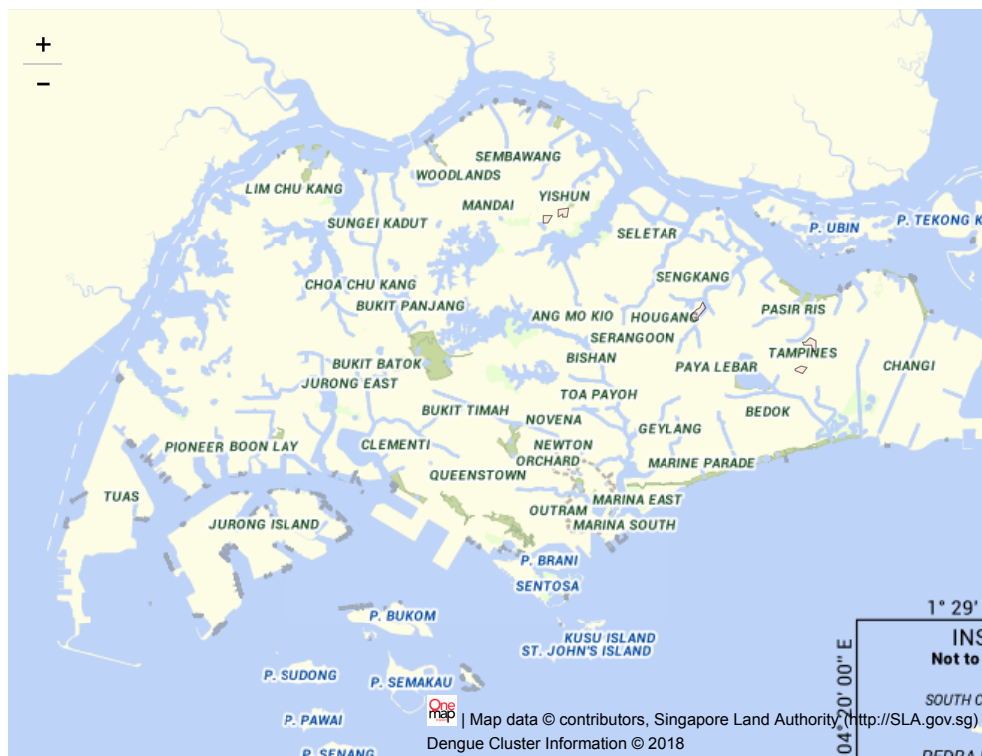 +
−
SEMBAWANG
WOODLANDS
LIM CHU KANG
YISHUN
MANDAI
SUNGEI KADUT
SELETAR
P. UBIN
P. TEKONG K
SENGKANG
CHOA CHU KANG
BUKIT PANJANG
ANG MO KIO
HOUGANG
PASIR RIS
SERANGOON
BISHAN
TAMPINES
BUKIT BATOK
PAYA LEBAR
CHANGI
JURONG EAST
TOA PAYOH
BUKIT TIMAH
NOVENA
BEDOK
GEYLANG
PIONEER
BOON LAY
CLEMENTI
NEWTON
ORCHARD
MARINE PARADE
QUEENSTOWN
TUAS
MARINA EAST
OUTRAM
JURONG ISLAND
MARINA SOUTH
P. BRANI
SENTOSA
P. BUKOM
KUSU ISLAND
ST. JOHN'S ISLAND
P. SUDONG
P. SEMAKAU
P. PAWAI
P. SENANG
1° 29'
INS
Not to
SOUTH
04° 20' 00" E
One
map
| Map data © contributors, Singapore Land Authority (http://SLA.gov.sg)
Dengue Cluster Information © 2018